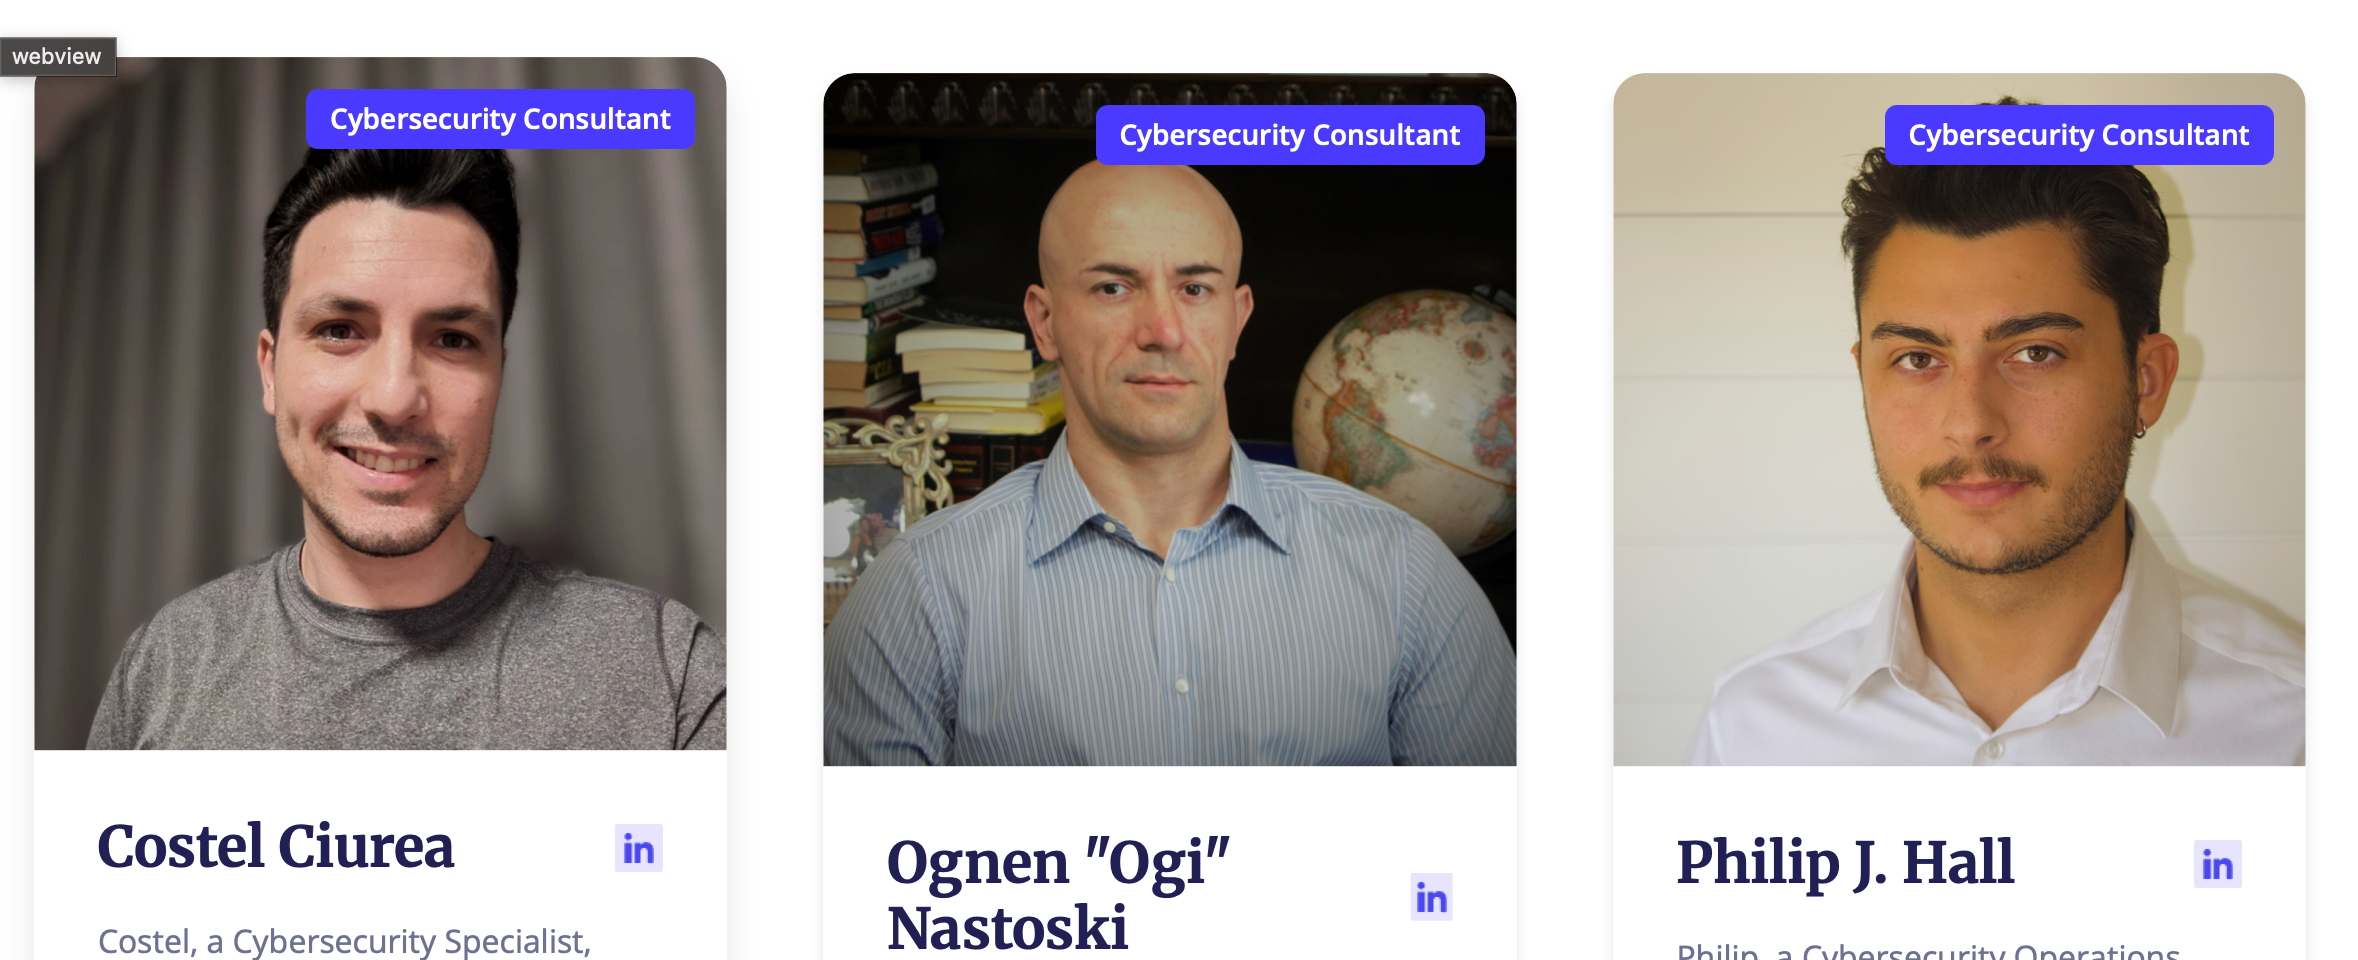 webview
Cybersecurity Consultant
Costel Ciurea
in
Costel, a Cybersecurity Specialist,
Cybersecurity Consultant
Ognen "Ogi"
Nastoski
in
Cybersecurity Consultant
Philip J. Hall
in
Philip, a Cybersecurity Operations